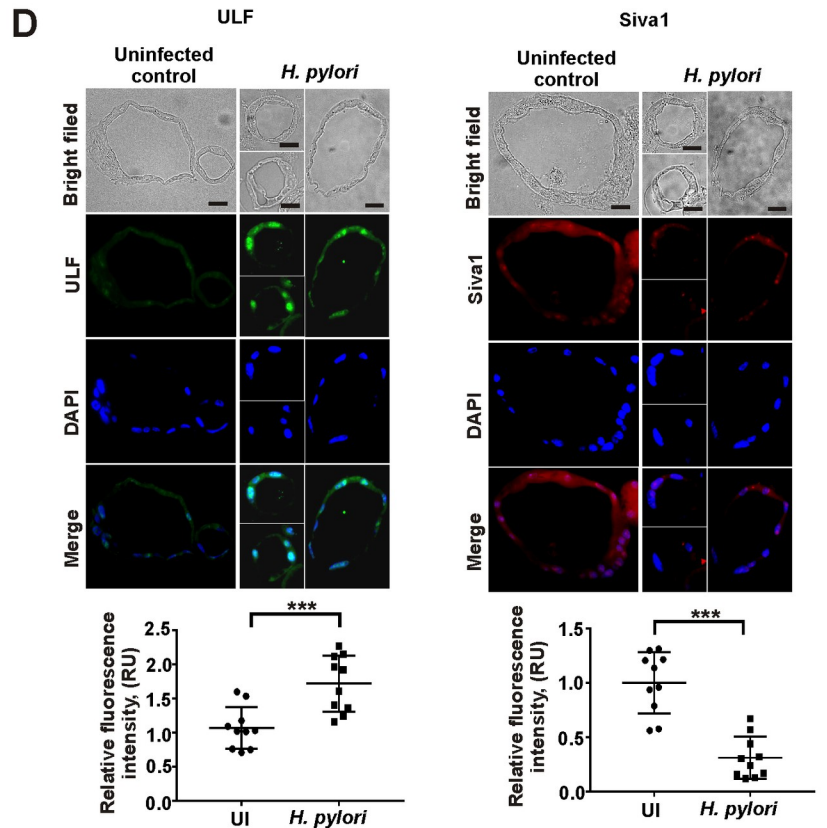 D
ULF
Uninfected
control
H. pylori
Bright filed
ULF
DAPI
Merge
Relative fluorescence
intensity, (RU)
2.5
2.0
1.5
1.0
0.5
0.0
***
UI
H. pylori
Siva1
Uninfected
control
H. pylori
Bright field
Siva1
DAPI
Merge
Relative fluorescence
intensity, (RU)
1.5
1.0
0.5
0.0
***
UI
H. pylori